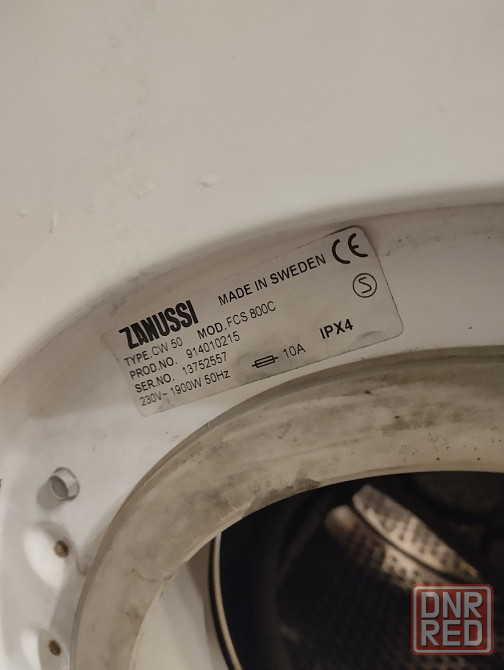 ZANUSSI MADE IN SWEDEN CE
TYPE.CW 50 MOD.FCS 800C S
PROD.NO. 914010215
SER.NO. 13752557
230V~ 1900W 50Hz 10A IPX4
DNR
RED